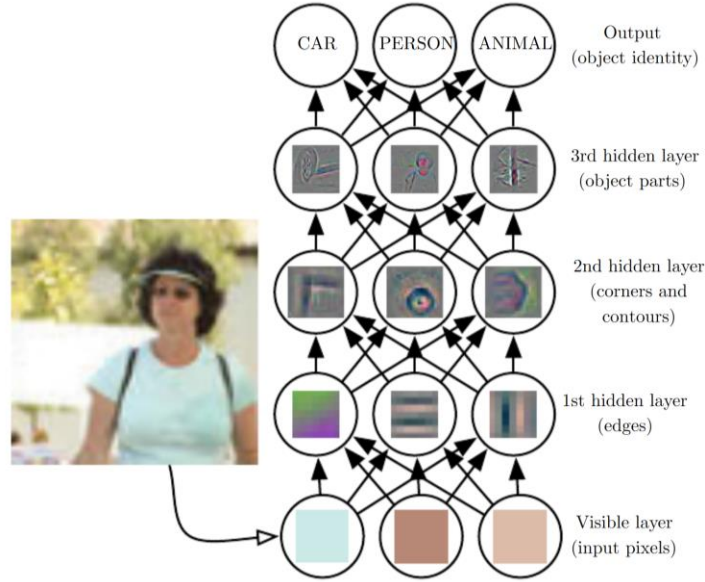 CAR
PERSON
ANIMAL
Output
(object identity)
3rd hidden layer
(object parts)
2nd hidden layer
(corners and
contours)
1st hidden layer
(edges)
Visible layer
(input pixels)